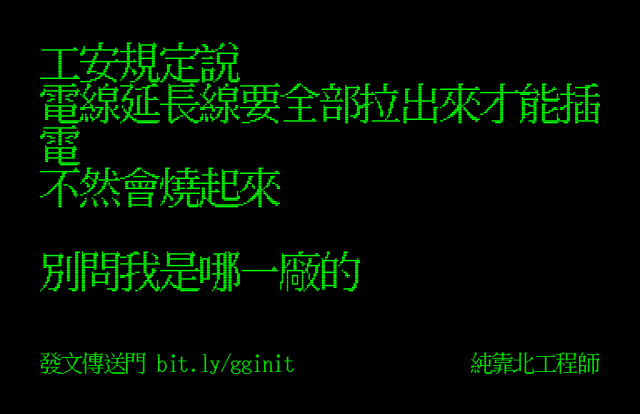 工安規定說
電線延長線要全部拉出來才能插
電
不然會燒起來
別問我是哪一廠的
發文傳送門 bit.ly/gginit
純靠北工程師